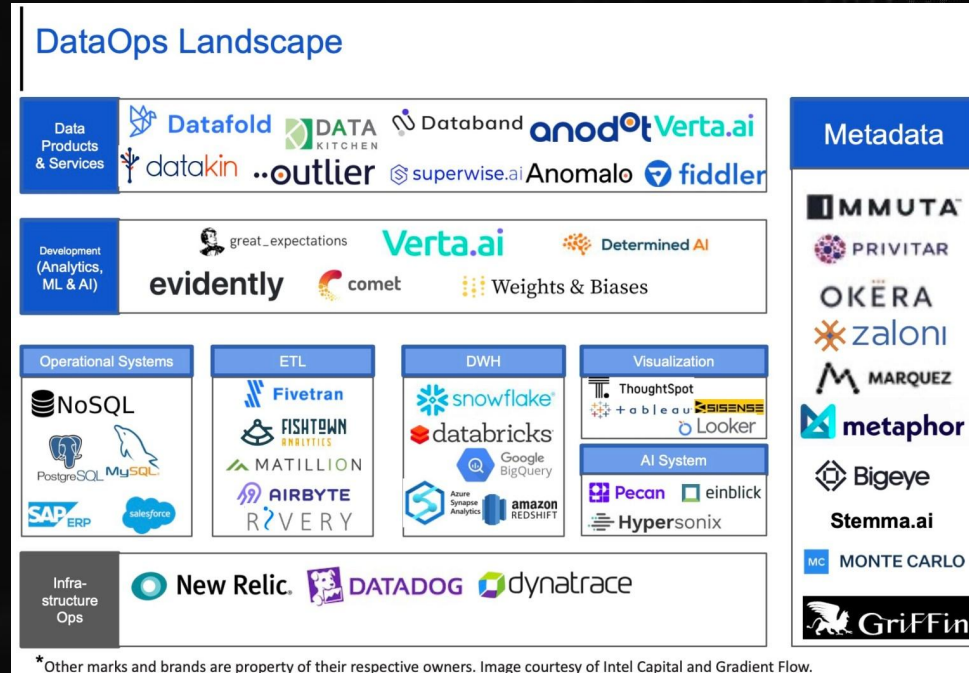 DataOps Landscape
Data
Products
& Services
Datafold
DATA
KITCHEN
Databand
anodot
Verta.ai
datakin
outlier
superwise.ai
Anomalo
fiddler
Development
(Analytics,
ML & AI)
great_expectations
Verta.ai
Determined AI
evidently
comet
Weights & Biases
Operational Systems
NoSQL
PostgreSQL
MySQL
SAP ERP
salesforce
ETL
Fivetran
FISHTOWN
ANALYTICS
MATILLION
AIRBYTE
RIVERY
DWH
snowflake
databricks
Google
BigQuery
Azure
Synapse
Analytics
amazon
REDSHIFT
Visualization
T.
ThoughtSpot
+ableau
SISENSE
Looker
AI System
Pecan
einblick
Hypersonix
Infra-
structure
Ops
New Relic.
DATADOG
dynatrace
Metadata
IMMUTA
PRIVITAR
OKERA
zaloni
MARQUEZ
metaphor
Bigeye
Stemma.ai
MC MONTE CARLO
GriFFin
*Other marks and brands are property of their respective owners. Image courtesy of Intel Capital and Gradient Flow.